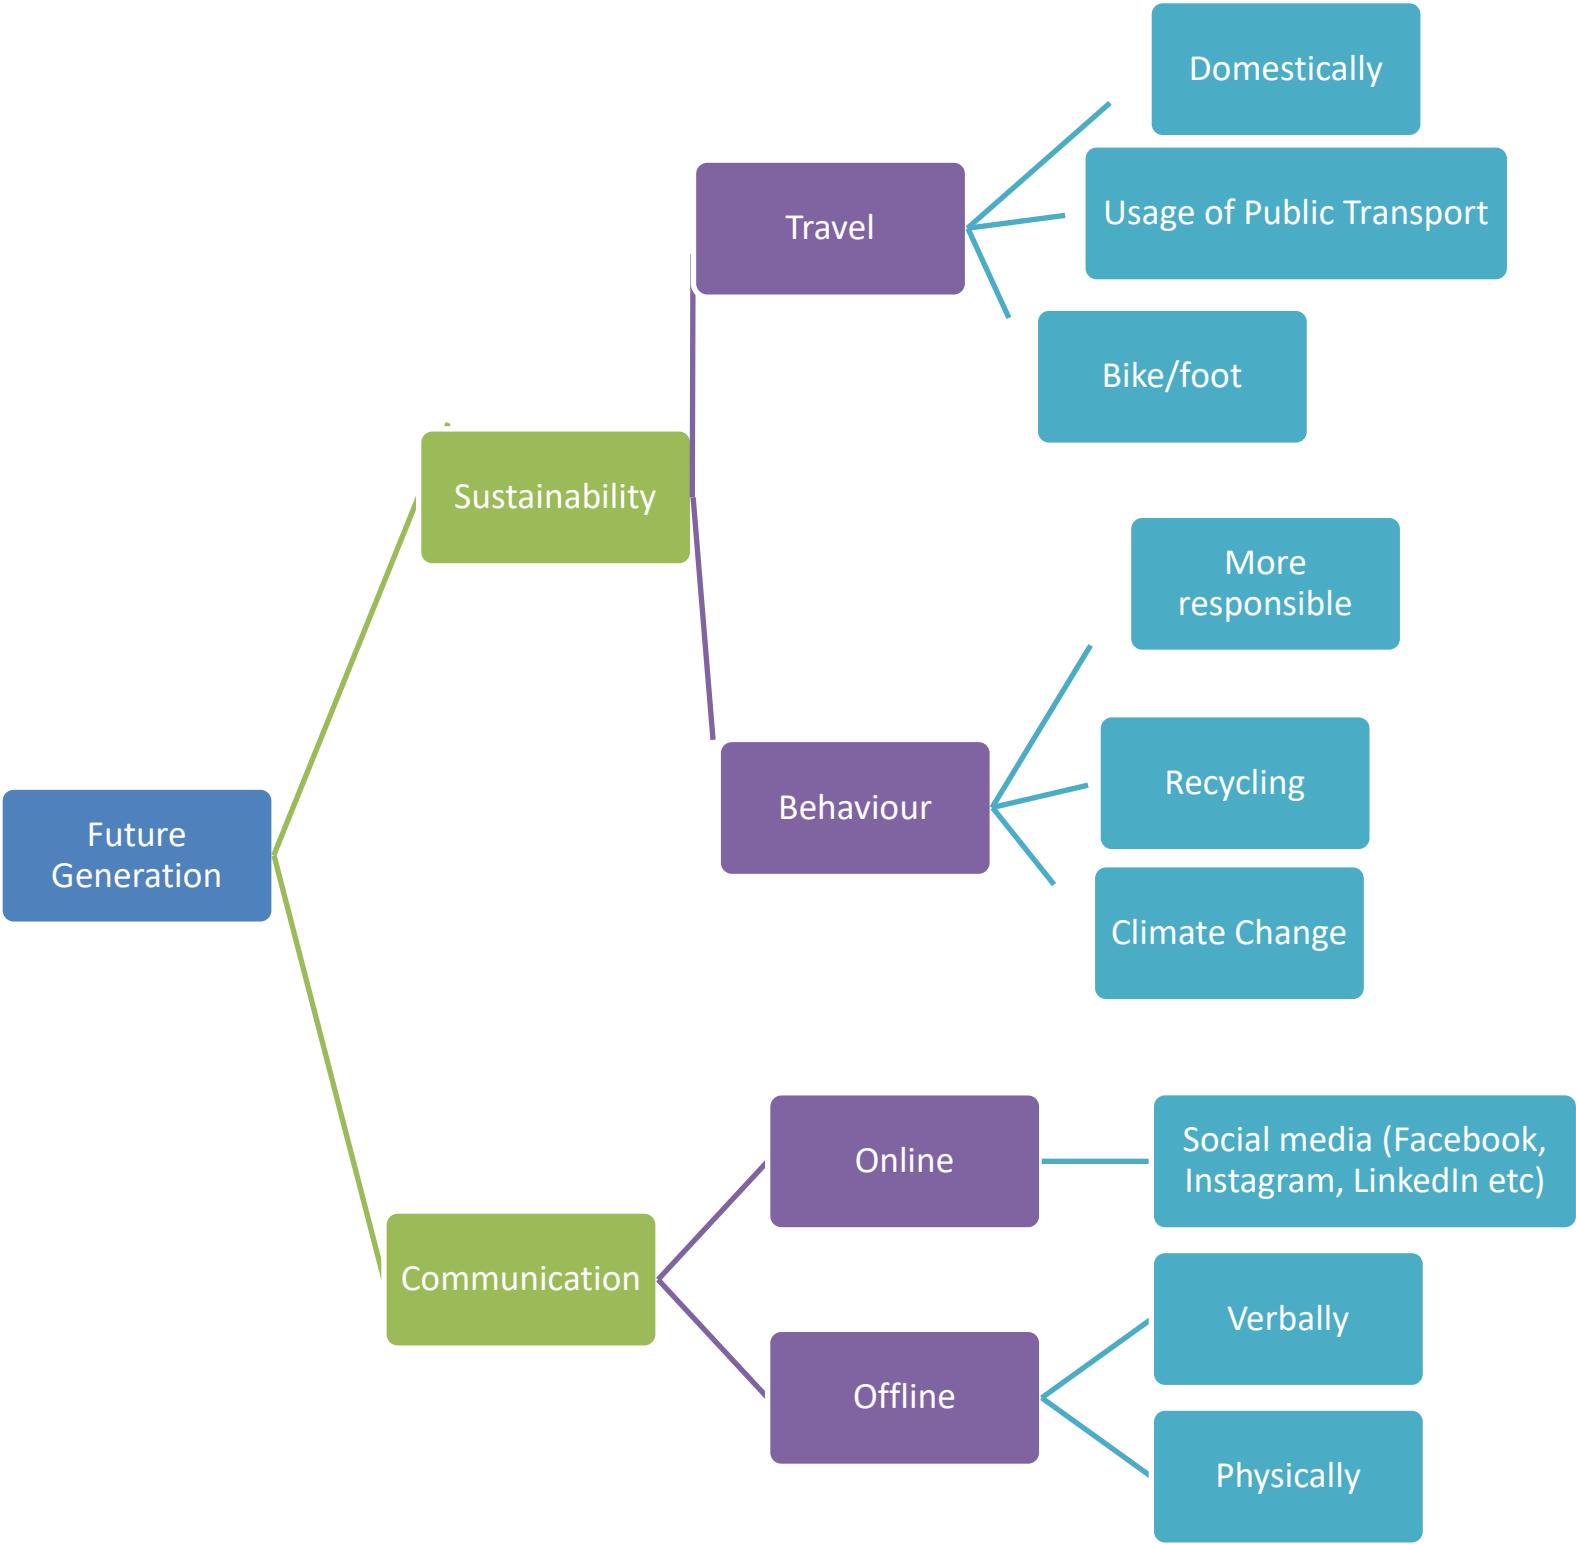 Domestically
Travel
Usage of Public Transport
Bike/foot
Sustainability
More
responsible
Recycling
Behaviour
Future
Generation
Climate Change
Online
Social media (Facebook,
Instagram, LinkedIn etc)
Communication
Verbally
Offline
Physically